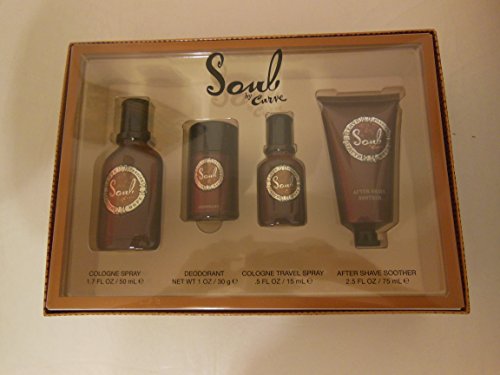 Soul
by Curve
Soul
Soul
Soul
Soul
AFTER SHAVE
SOOTHER
COLOGNE SPRAY
1.7 FL OZ / 50 mL ℮
DEODORANT
NET WT 1 OZ / 30 g ℮
COLOGNE TRAVEL SPRAY
.5 FL OZ / 15 mL ℮
AFTER SHAVE SOOTHER
2.5 FL OZ / 75 mL ℮